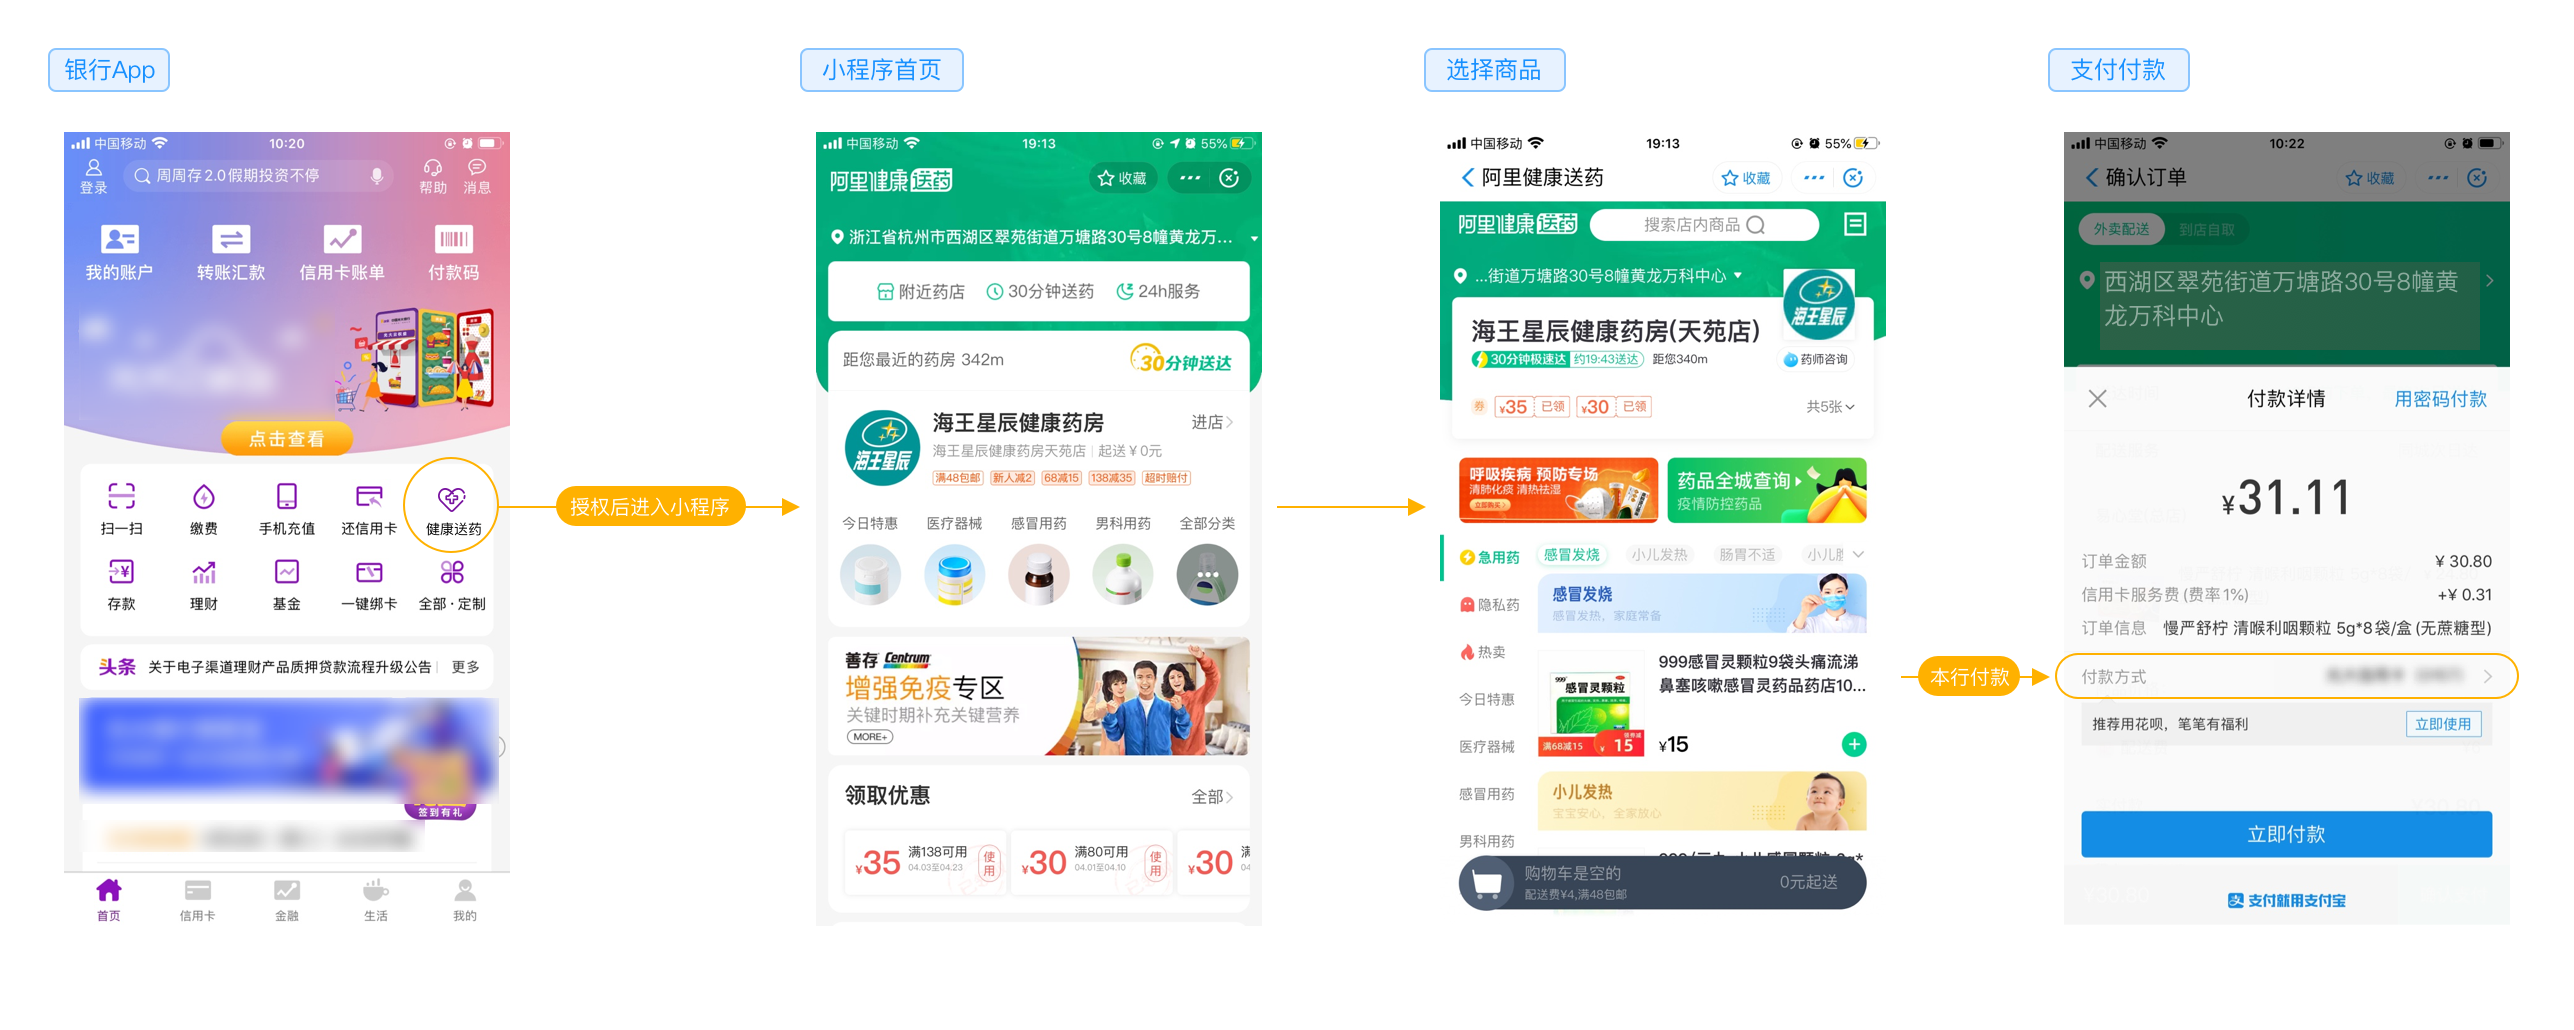 银行App
小程序首页
选择商品
支付付款
中国移动
10:20
登录
周周存2.0假期投资不停
帮助
消息
我的账户
转账汇款
信用卡账单
付款码
点击查看
扫一扫
缴费
手机充值
还信用卡
健康送药
存款
理财
基金
一键绑卡
全部·定制
头条
关于电子渠道理财产品质押贷款流程升级公告
更多
签到有礼
首页
信用卡
金融
生活
我的
授权后进入小程序
中国移动
19:13
55%
阿里健康送药
收藏
浙江省杭州市西湖区翠苑街道万塘路30号8幢黄龙万...
附近药店
30分钟送药
24h服务
距您最近的药房 342m
30分钟送达
海王星辰
海王星辰健康药房
进店
海王星辰健康药房天苑店 | 起送¥0元
满48包邮
新人减2
68减15
138减35
超时赔付
今日特惠
医疗器械
感冒用药
男科用药
全部分类
善存 Centrum
增强免疫专区
关键时期补充关键营养
MORE+
领取优惠
全部
¥35
满138可用
04.03至04.23
使用
¥30
满80可用
04.01至04.10
使用
¥30
中国移动
19:13
55%
阿里健康送药
收藏
阿里健康送药
搜索店内商品
...街道万塘路30号8幢黄龙万科中心
海王星辰
海王星辰健康药房(天苑店)
30分钟极速达
约19:43送达
距您340m
药师咨询
券
¥35
已领
¥30
已领
共5张
呼吸疾病 预防专场
清肺化痰 清热祛湿
立即购买
药品全城查询
疫情防控药品
急用药
感冒发烧
小儿发热
肠胃不适
小儿
隐私药
热卖
今日特惠
医疗器械
感冒用药
男科用药
感冒发烧
感冒发热，家庭常备
999
感冒灵颗粒
满68减15
¥15
999感冒灵颗粒9袋头痛流涕
鼻塞咳嗽感冒灵药品药店10...
¥15
小儿发热
宝宝安心，全家放心
购物车是空的
配送费¥4,满48包邮
0元起送
本行付款
中国移动
10:22
确认订单
收藏
外卖配送
到店自取
西湖区翠苑街道万塘路30号8幢黄
龙万科中心
付款详情
用密码付款
¥31.11
订单金额
¥ 30.80
信用卡服务费(费率1%)
+¥ 0.31
订单信息
慢严舒柠 清喉利咽颗粒 5g*8袋/盒(无蔗糖型)
付款方式
推荐用花呗，笔笔有福利
立即使用
立即付款
支付就用支付宝